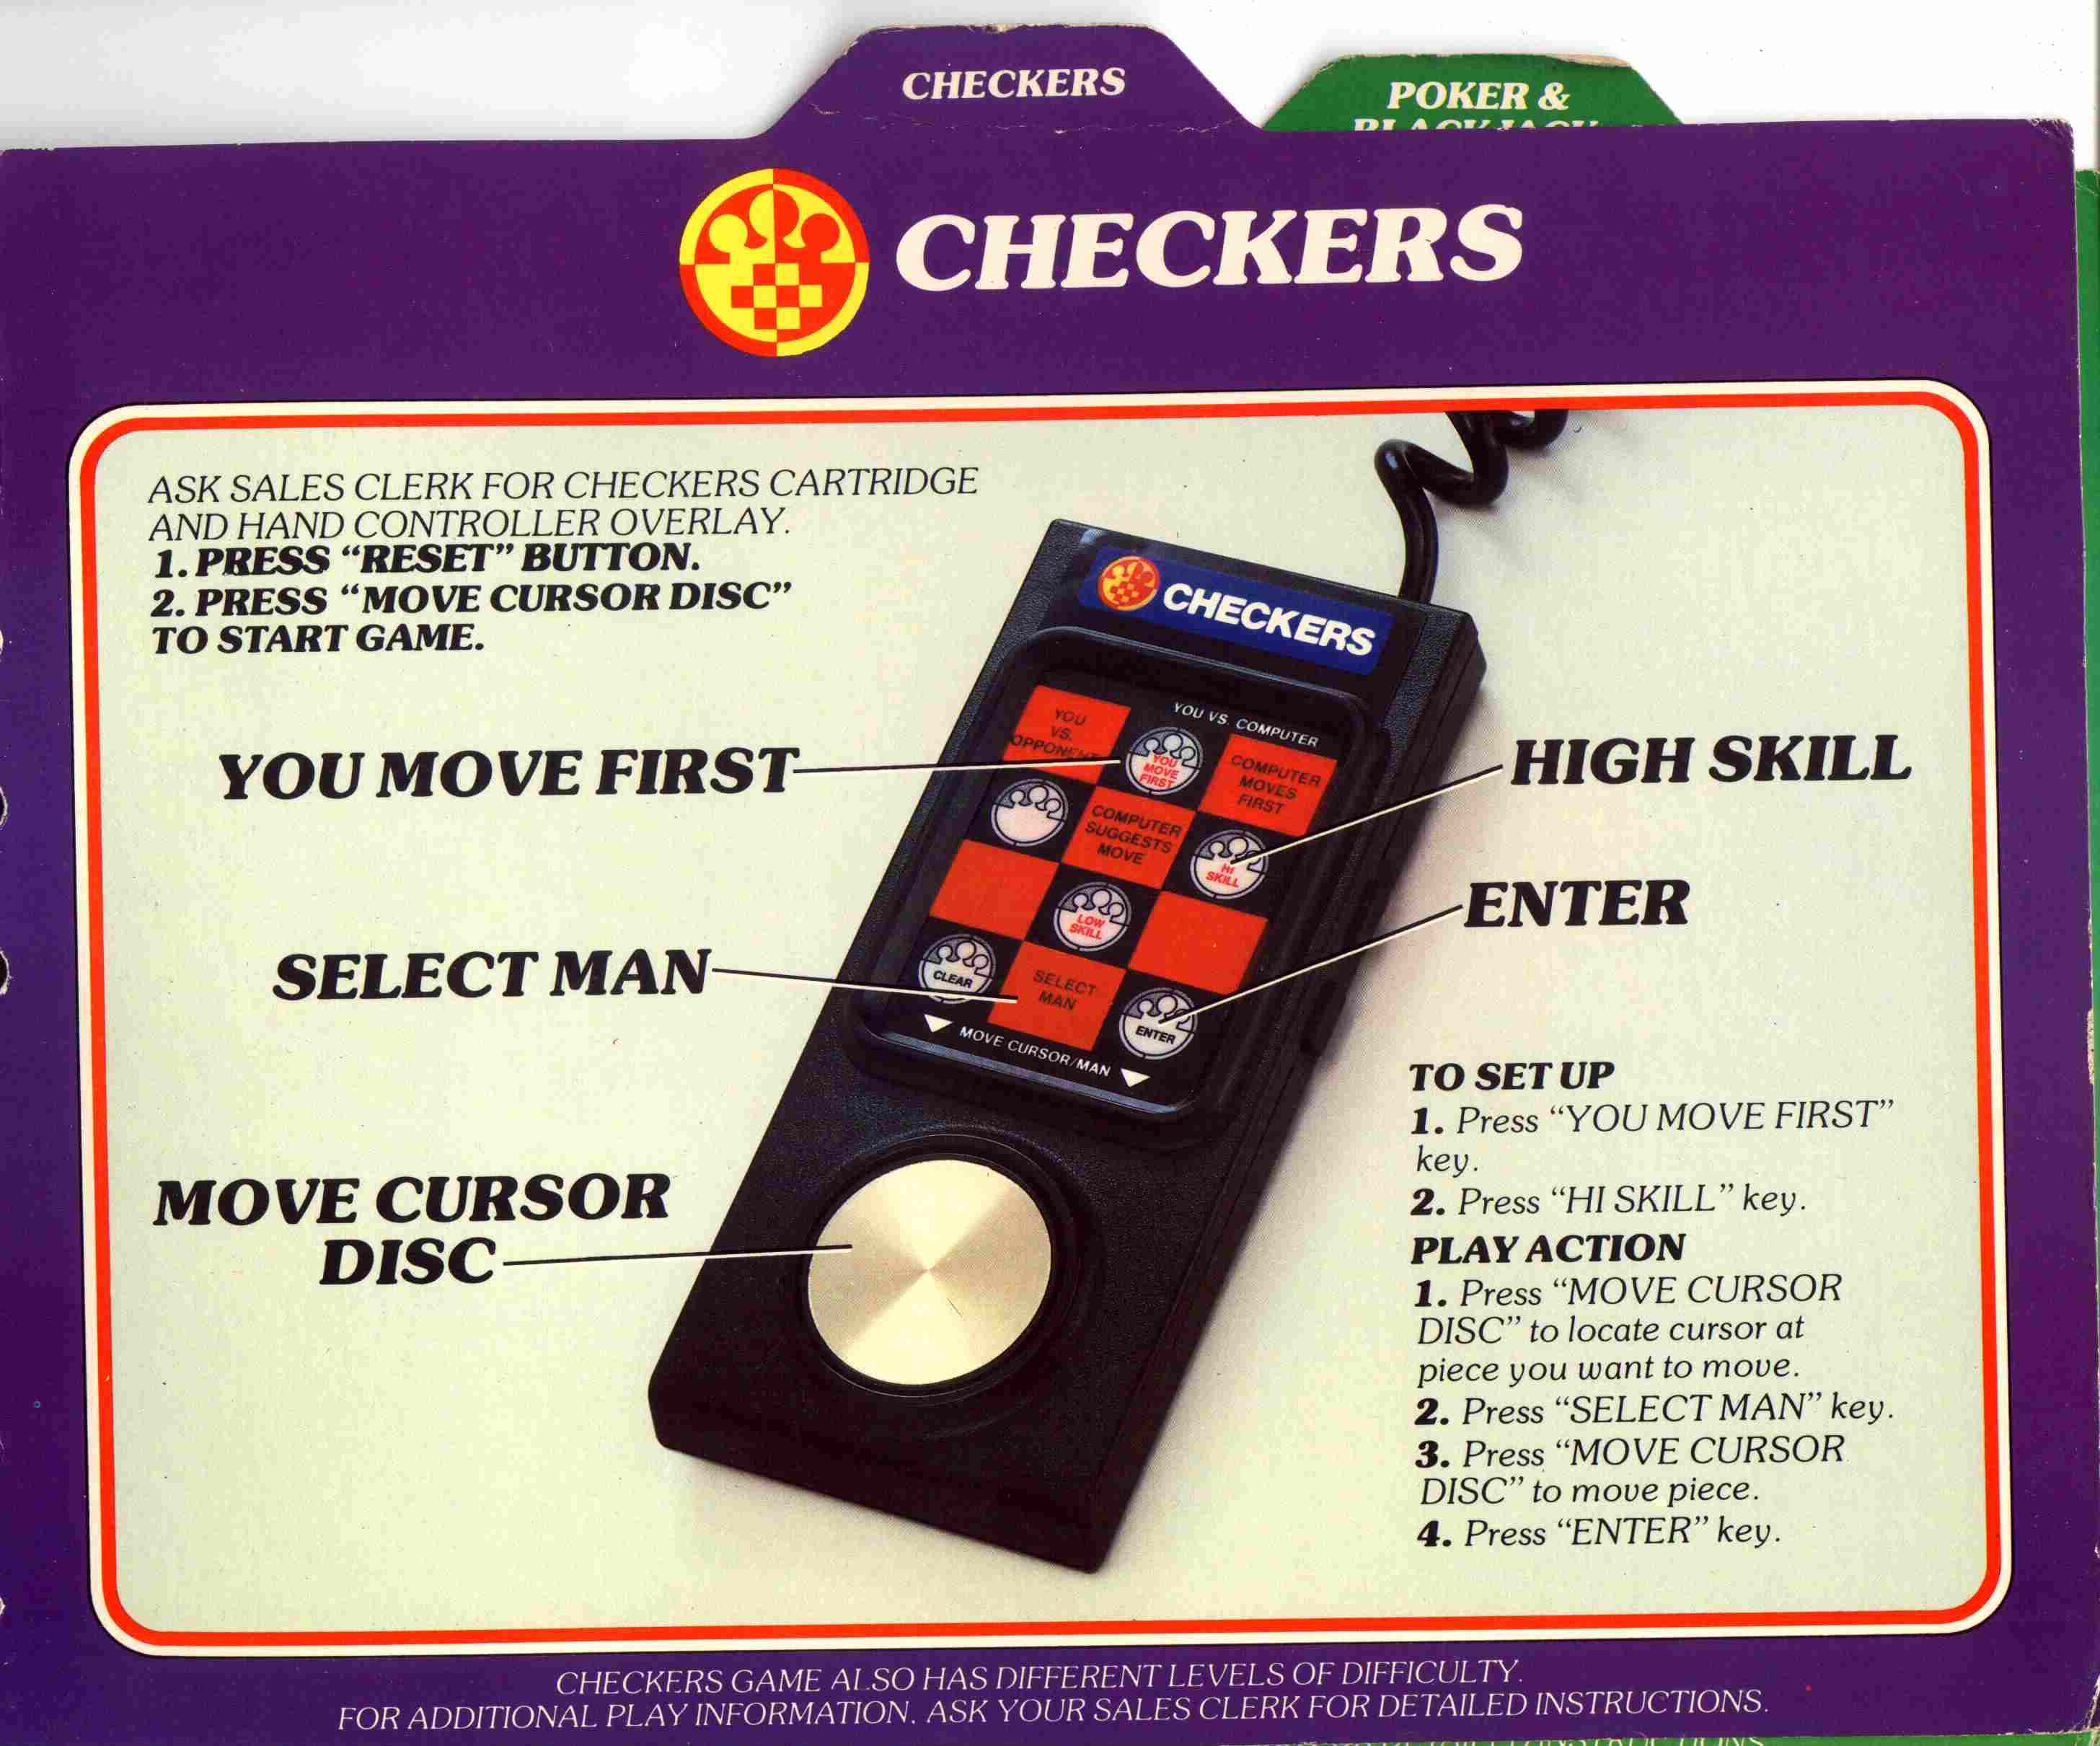 CHECKERS
POKER &
BLACKJACK
CHECKERS
ASK SALES CLERK FOR CHECKERS CARTRIDGE
AND HAND CONTROLLER OVERLAY.
1. PRESS “RESET” BUTTON.
2. PRESS “MOVE CURSOR DISC”
TO START GAME.
CHECKERS
YOU VS. COMPUTER
YOU
VS.
OPPONENT
YOU
MOVE
FIRST
COMPUTER
MOVES
FIRST
COMPUTER
SUGGESTS
MOVE
HI
SKILL
LOW
SKILL
CLEAR
SELECT
MAN
ENTER
MOVE CURSOR/MAN
YOU MOVE FIRST
HIGH SKILL
ENTER
SELECT MAN
MOVE CURSOR
DISC
TO SET UP
1. Press “YOU MOVE FIRST”
key.
2. Press “HI SKILL” key.
PLAY ACTION
1. Press “MOVE CURSOR
DISC” to locate cursor at
piece you want to move.
2. Press “SELECT MAN” key.
3. Press “MOVE CURSOR
DISC” to move piece.
4. Press “ENTER” key.
CHECKERS GAME ALSO HAS DIFFERENT LEVELS OF DIFFICULTY.
FOR ADDITIONAL PLAY INFORMATION, ASK YOUR SALES CLERK FOR DETAILED INSTRUCTIONS.